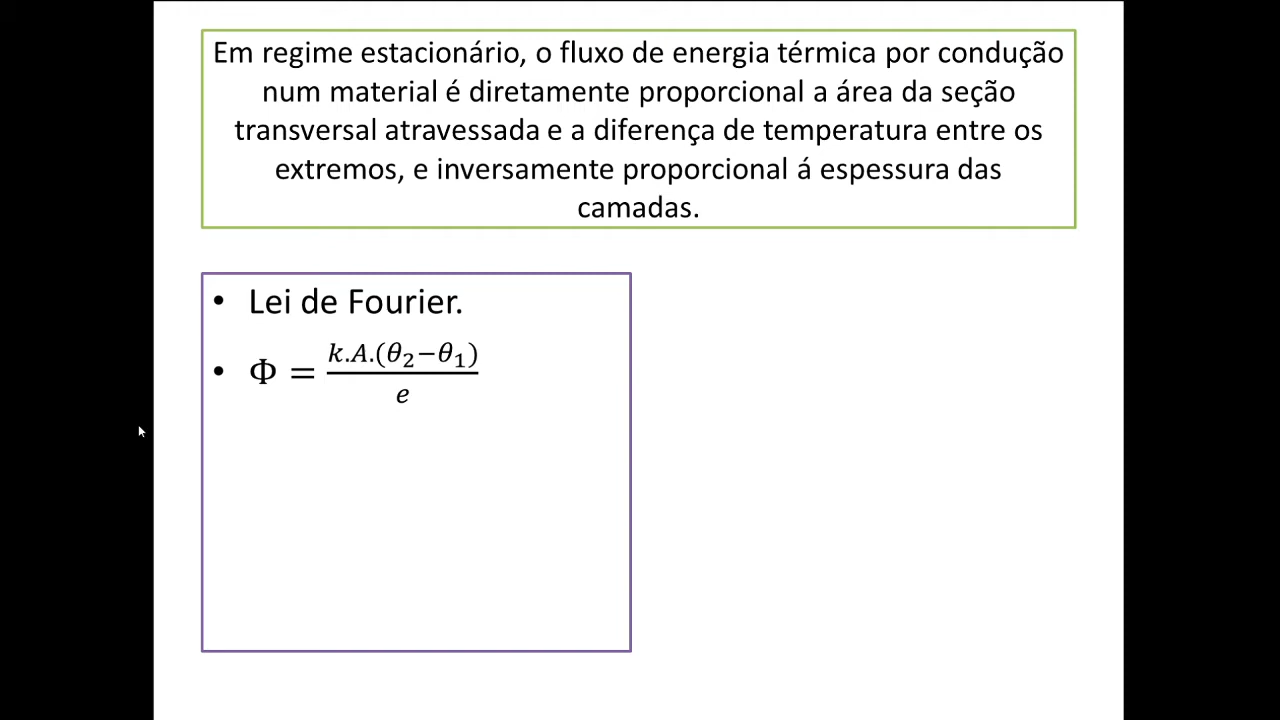 Em regime estacionário, o fluxo de energia térmica por condução
num material é diretamente proporcional a área da seção
transversal atravessada e a diferença de temperatura entre os
extremos, e inversamente proporcional á espessura das
camadas.
• Lei de Fourier.
• Φ = \frac{k.A.(θ₂−θ₁)}{e}